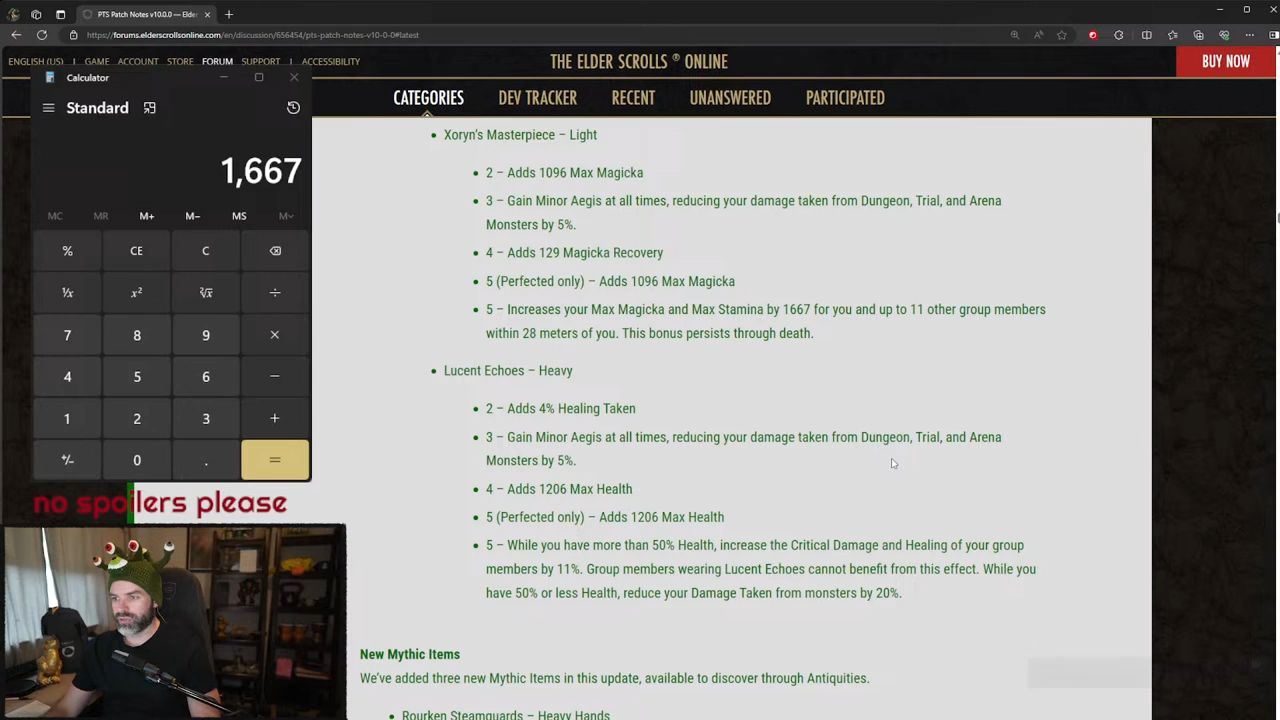 PTS Patch Notes v10.0.0 — Elder
https://forums.elderscrollsonline.com/en/discussion/656454/pts-patch-notes-v10-0-0#latest
ENGLISH (US) GAME ACCOUNT STORE FORUM SUPPORT ACCESSIBILITY
THE ELDER SCROLLS ® ONLINE
BUY NOW
CATEGORIES DEV TRACKER RECENT UNANSWERED PARTICIPATED
Calculator
Standard
1,667
MC MR M+ M− MS M˅
% CE C
⅟x x² ²√x ÷
7 8 9 ×
4 5 6 −
1 2 3 +
+/− 0 . =
no spoilers please
• Xoryn's Masterpiece – Light
• 2 – Adds 1096 Max Magicka
• 3 – Gain Minor Aegis at all times, reducing your damage taken from Dungeon, Trial, and Arena
Monsters by 5%.
• 4 – Adds 129 Magicka Recovery
• 5 (Perfected only) – Adds 1096 Max Magicka
• 5 – Increases your Max Magicka and Max Stamina by 1667 for you and up to 11 other group members
within 28 meters of you. This bonus persists through death.
• Lucent Echoes – Heavy
• 2 – Adds 4% Healing Taken
• 3 – Gain Minor Aegis at all times, reducing your damage taken from Dungeon, Trial, and Arena
Monsters by 5%.
• 4 – Adds 1206 Max Health
• 5 (Perfected only) – Adds 1206 Max Health
• 5 – While you have more than 50% Health, increase the Critical Damage and Healing of your group
members by 11%. Group members wearing Lucent Echoes cannot benefit from this effect. While you
have 50% or less Health, reduce your Damage Taken from monsters by 20%.
New Mythic Items
We've added three new Mythic Items in this update, available to discover through Antiquities.
• Rourken Steamguards – Heavy Hands